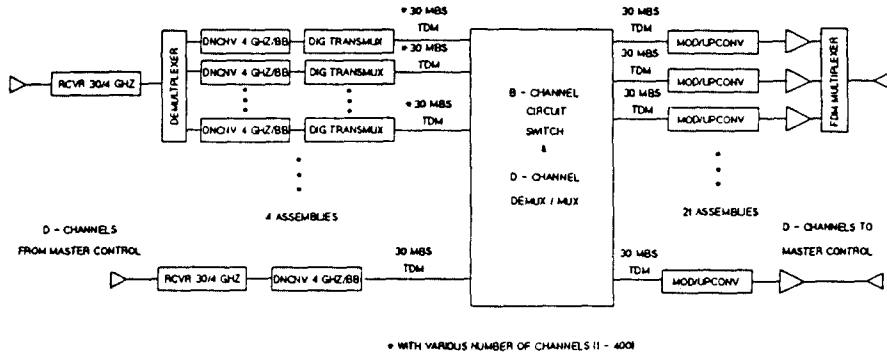 * 30 MBS
TDM
DNCNV 4 GHZ/BB
DIG TRANSMUX
* 30 MBS
TDM
DNCNV 4 GHZ/BB
DIG TRANSMUX
RCVR 30/4 GHZ
DEMULTIPLEXER
* 30 MBS
TDM
DNCNV 4 GHZ/BB
DIG TRANSMUX
4 ASSEMBLIES
B - CHANNEL
CIRCUIT
SWITCH
&
D - CHANNEL
DEMUX / MUX
30 MBS
TDM
MOD/UPCONV
30 MBS
TDM
MOD/UPCONV
30 MBS
TDM
MOD/UPCONV
FDM MULTIPLEXER
21 ASSEMBLIES
D - CHANNELS
FROM MASTER CONTROL
RCVR 30/4 GHZ
DNCNV 4 GHZ/BB
30 MBS
TDM
30 MBS
TDM
MOD/UPCONV
D - CHANNELS TO
MASTER CONTROL
* WITH VARIOUS NUMBER OF CHANNELS (1 - 400)